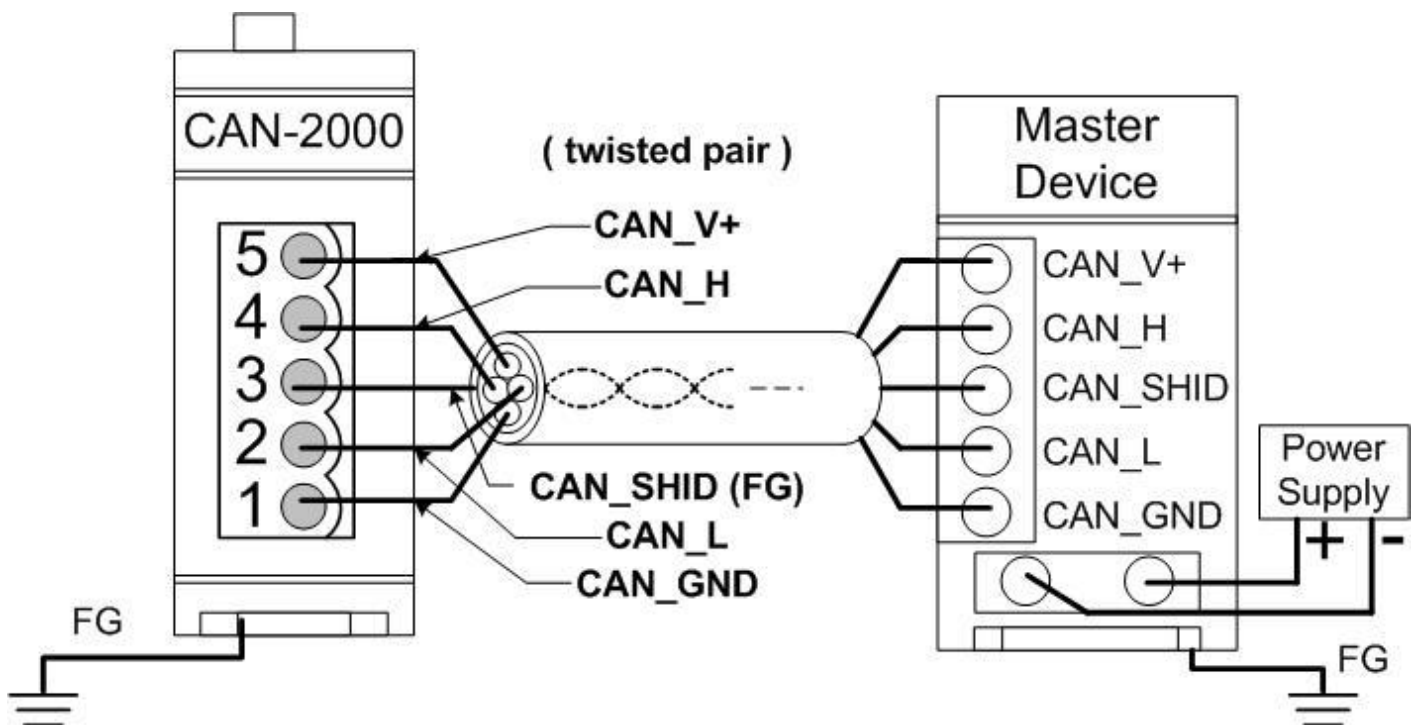 CAN-2000
( twisted pair )
CAN_V+
CAN_H
5
4
3
2
1
CAN_SHID (FG)
CAN_L
CAN_GND
FG
Master
Device
CAN_V+
CAN_H
CAN_SHID
CAN_L
CAN_GND
Power
Supply
+ -
FG